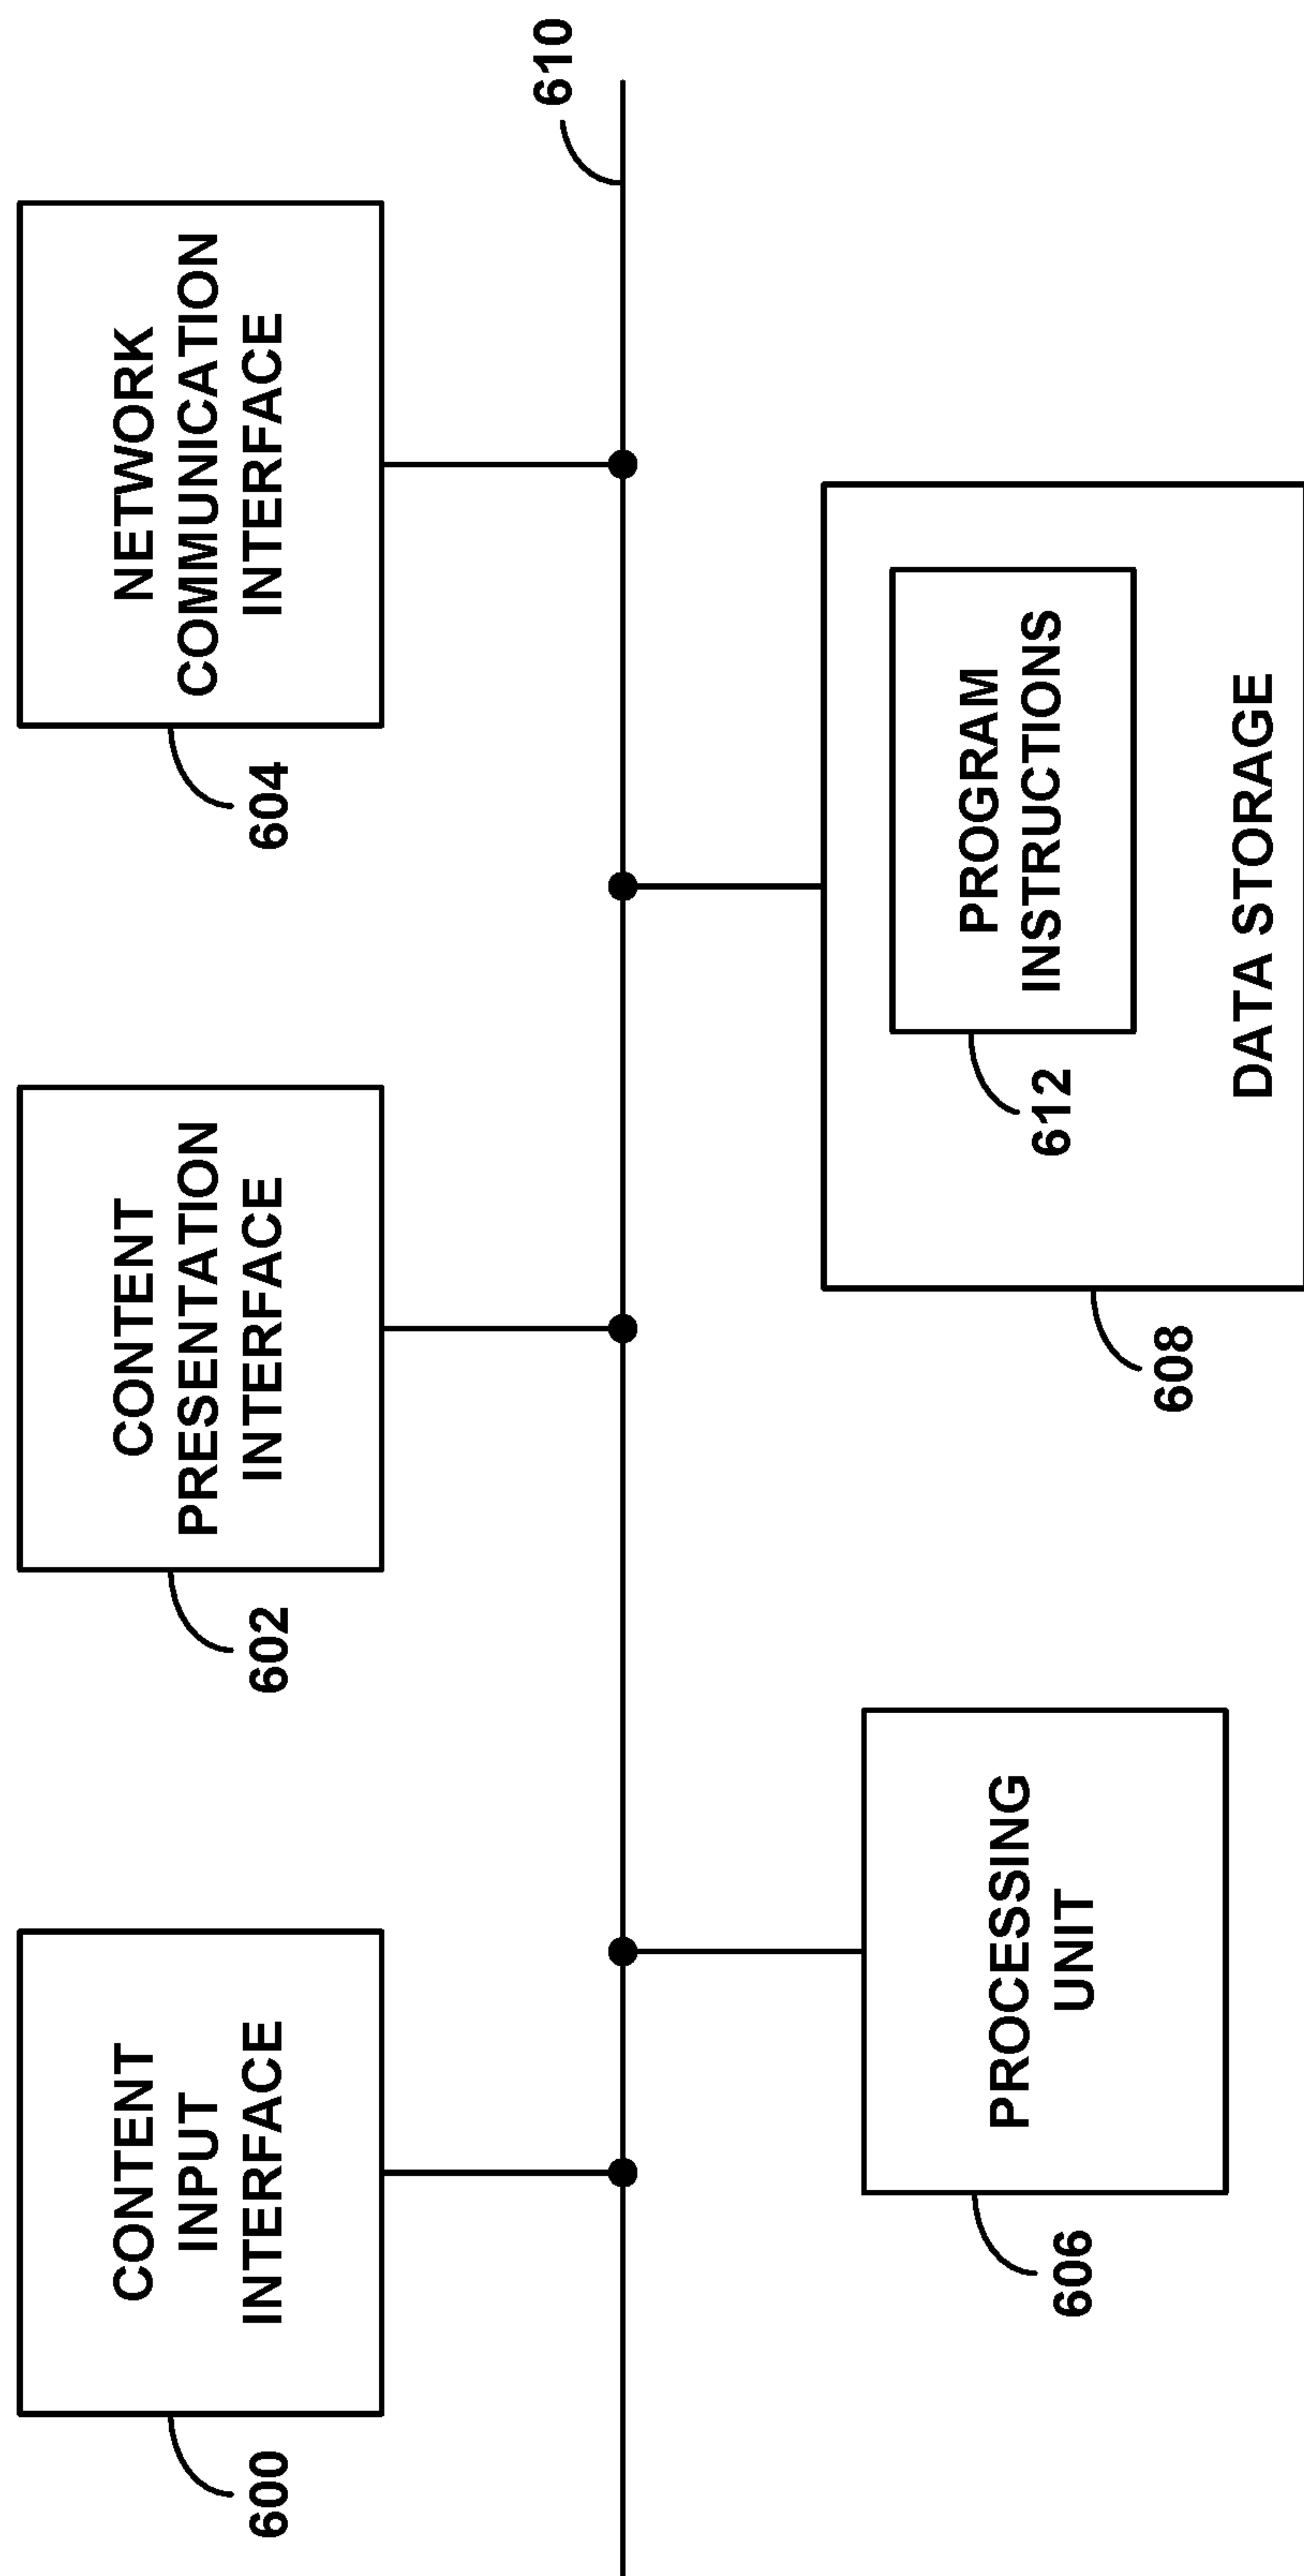 CONTENT
INPUT
INTERFACE
600
CONTENT
PRESENTATION
INTERFACE
602
NETWORK
COMMUNICATION
INTERFACE
604
610
PROCESSING
UNIT
606
PROGRAM
INSTRUCTIONS
612
DATA STORAGE
608